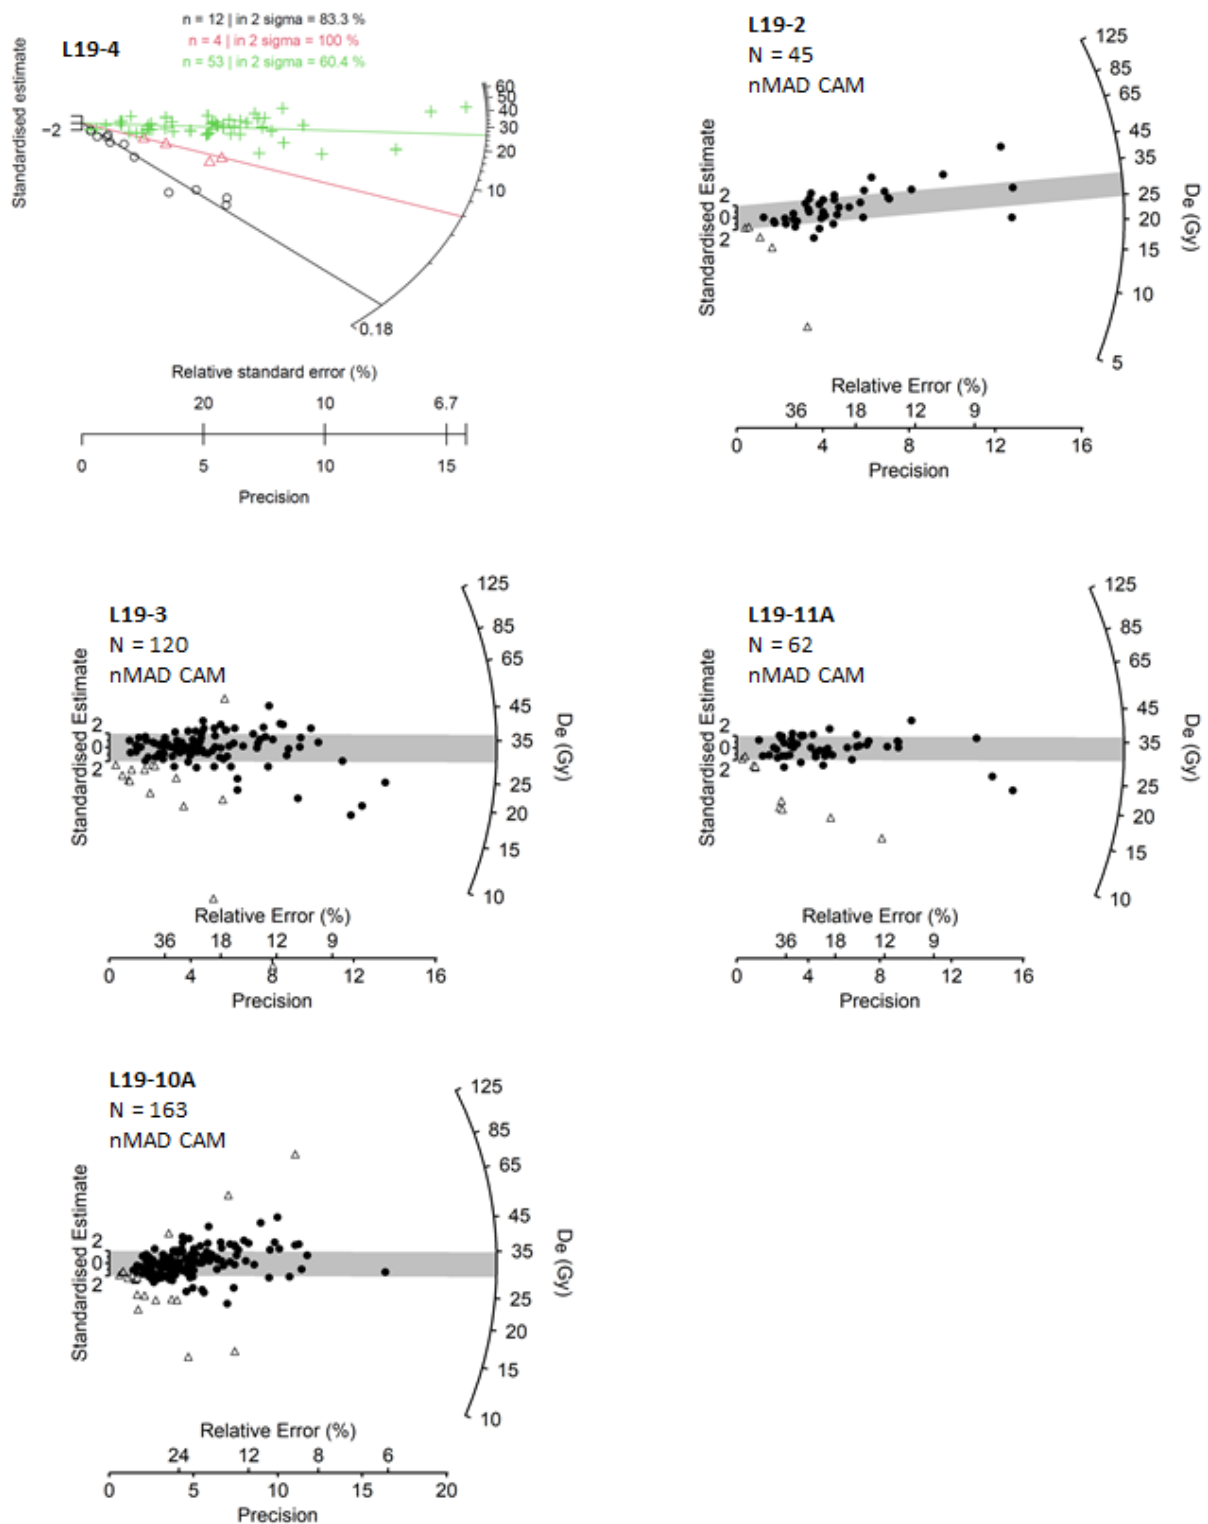 n = 12 | in 2 sigma = 83.3 %
n = 4 | in 2 sigma = 100 %
n = 53 | in 2 sigma = 60.4 %
L19-4
Standardised estimate
−2
60
50
40
30
20
10
0.18
Relative standard error (%)
20 10 6.7
0 5 10 15
Precision
L19-2
N = 45
nMAD CAM
Standardised Estimate
2
0
2
125
85
65
45
35
25
20
15
10
5
De (Gy)
Relative Error (%)
36 18 12 9
0 4 8 12 16
Precision
L19-3
N = 120
nMAD CAM
Standardised Estimate
2
0
2
125
85
65
45
35
25
20
15
10
De (Gy)
Relative Error (%)
36 18 12 9
0 4 8 12 16
Precision
L19-11A
N = 62
nMAD CAM
Standardised Estimate
2
0
2
125
85
65
45
35
25
20
15
10
De (Gy)
Relative Error (%)
36 18 12 9
0 4 8 12 16
Precision
L19-10A
N = 163
nMAD CAM
Standardised Estimate
2
0
2
125
85
65
45
35
25
20
15
10
De (Gy)
Relative Error (%)
24 12 8 6
0 5 10 15 20
Precision